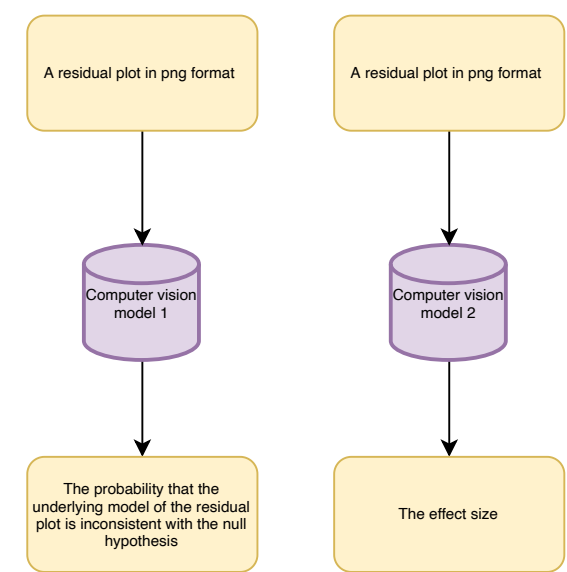 A residual plot in png format
A residual plot in png format
Computer vision
model 1
Computer vision
model 2
The probability that the
underlying model of the residual
plot is inconsistent with the null
hypothesis
The effect size